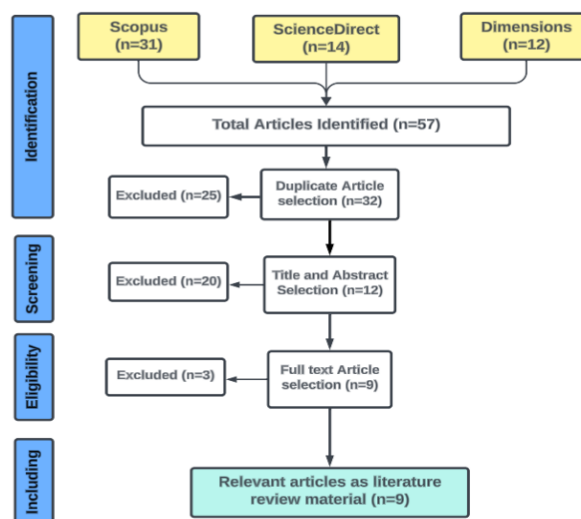 Scopus
(n=31)
ScienceDirect
(n=14)
Dimensions
(n=12)
Identification
Total Articles Identified (n=57)
Excluded (n=25)
Duplicate Article
selection (n=32)
Screening
Excluded (n=20)
Title and Abstract
Selection (n=12)
Eligibility
Excluded (n=3)
Full text Article
selection (n=9)
Including
Relevant articles as literature
review material (n=9)